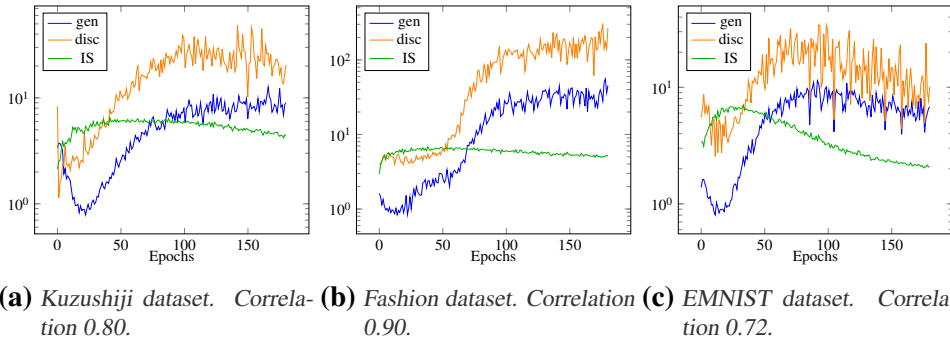 gen
disc
IS
10^1
10^0
0 50 100 150
Epochs
gen
disc
IS
10^2
10^1
10^0
0 50 100 150
Epochs
gen
disc
IS
10^1
10^0
0 50 100 150
Epochs
(a) Kuzushiji dataset. Correla-
tion 0.80.
(b) Fashion dataset. Correlation
0.90.
(c) EMNIST dataset. Correla
tion 0.72.